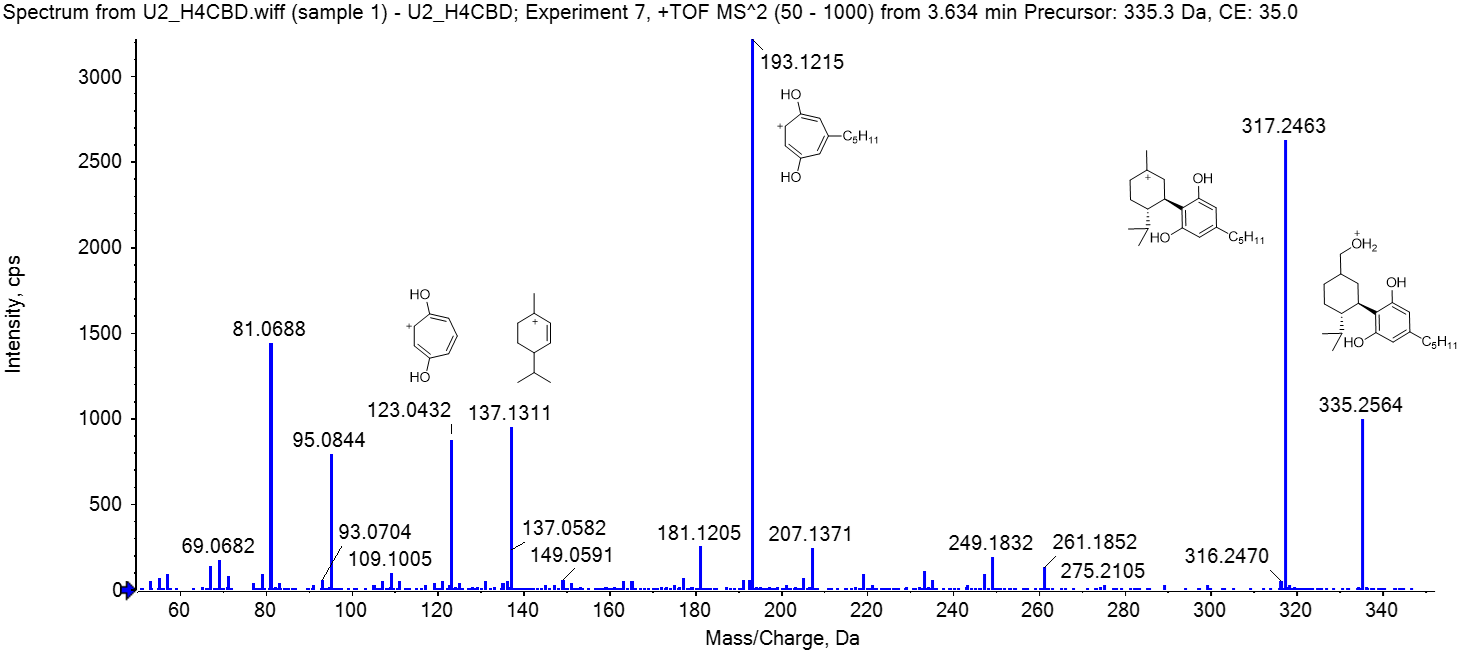 Spectrum from U2_H4CBD.wiff (sample 1) - U2_H4CBD; Experiment 7, +TOF MS^2 (50 - 1000) from 3.634 min Precursor: 335.3 Da, CE: 35.0
Intensity, cps
3000
2500
2000
1500
1000
500
0
193.1215
HO
+
C5H11
HO
317.2463
+
OH
HO
C5H11
+
OH2
OH
HO
C5H11
335.2564
81.0688
HO
+
HO
+
123.0432
137.1311
95.0844
69.0682
93.0704
109.1005
137.0582
149.0591
181.1205
207.1371
249.1832
261.1852
275.2105
316.2470
60 80 100 120 140 160 180 200 220 240 260 280 300 320 340
Mass/Charge, Da